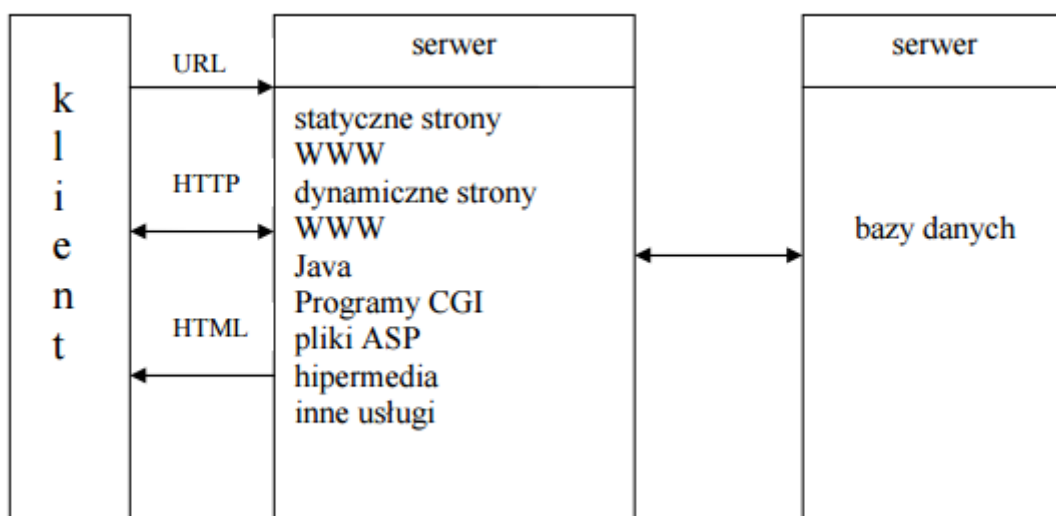 klient
URL
HTTP
HTML
serwer
statyczne strony
WWW
dynamiczne strony
WWW
Java
Programy CGI
pliki ASP
hipermedia
inne usługi
serwer
bazy danych